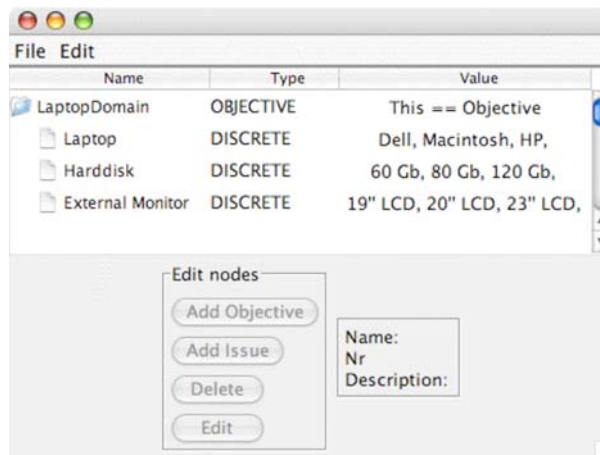 File Edit
Name Type Value
LaptopDomain OBJECTIVE This == Objective
Laptop DISCRETE Dell, Macintosh, HP,
Harddisk DISCRETE 60 Gb, 80 Gb, 120 Gb,
External Monitor DISCRETE 19" LCD, 20" LCD, 23" LCD,
Edit nodes
Add Objective
Add Issue
Delete
Edit
Name:
Nr
Description: